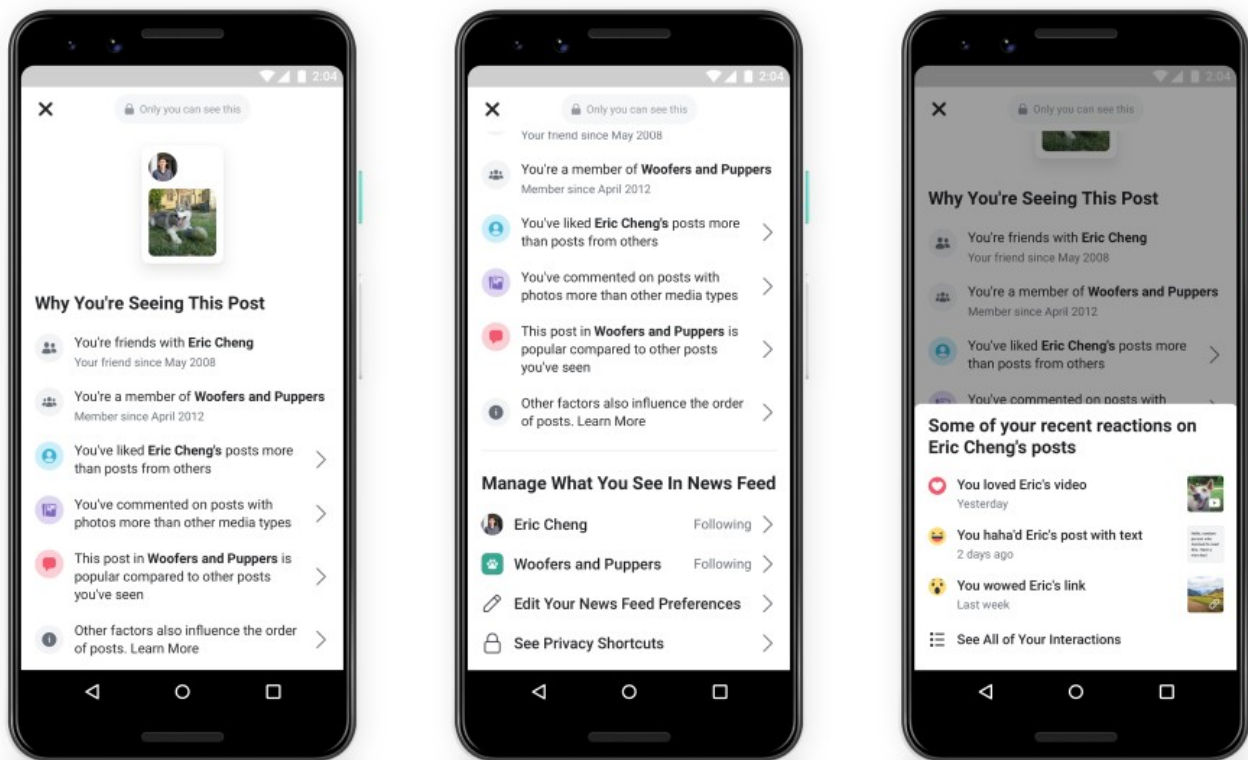 2:04
Only you can see this
Why You're Seeing This Post
You're friends with Eric Cheng
Your friend since May 2008
You're a member of Woofers and Puppers
Member since April 2012
You've liked Eric Cheng's posts more
than posts from others
You've commented on posts with
photos more than other media types
This post in Woofers and Puppers is
popular compared to other posts
you've seen
Other factors also influence the order
of posts. Learn More
2:04
Only you can see this
Your friend since May 2008
You're a member of Woofers and Puppers
Member since April 2012
You've liked Eric Cheng's posts more
than posts from others
You've commented on posts with
photos more than other media types
This post in Woofers and Puppers is
popular compared to other posts
you've seen
Other factors also influence the order
of posts. Learn More
Manage What You See In News Feed
Eric Cheng Following
Woofers and Puppers Following
Edit Your News Feed Preferences
See Privacy Shortcuts
2:04
Only you can see this
Why You're Seeing This Post
You're friends with Eric Cheng
Your friend since May 2008
You're a member of Woofers and Puppers
Member since April 2012
You've liked Eric Cheng's posts more
than posts from others
You've commented on posts with
Some of your recent reactions on
Eric Cheng's posts
You loved Eric's video
Yesterday
You haha'd Eric's post with text
2 days ago
You wowed Eric's link
Last week
See All of Your Interactions